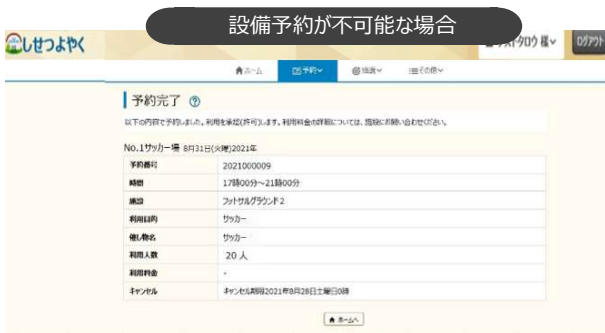 設備予約が不可能な場合
しせつよやく
タロウ 様
ログアウト
ホーム 予約 抽選 その他
予約完了 ?
以下の内容で予約しました。利用を承認(許可)します。利用料金の詳細については、施設にお問い合わせください。
No.1サッカー場 8月31日(火曜)2021年
予約番号 2021000009
時間 17時00分～21時00分
施設 フットサルグラウンド2
利用目的 サッカー
催し物名 サッカー
利用人数 20 人
利用料金 -
キャンセル キャンセル期限2021年8月28日土曜日0時
ホームへ